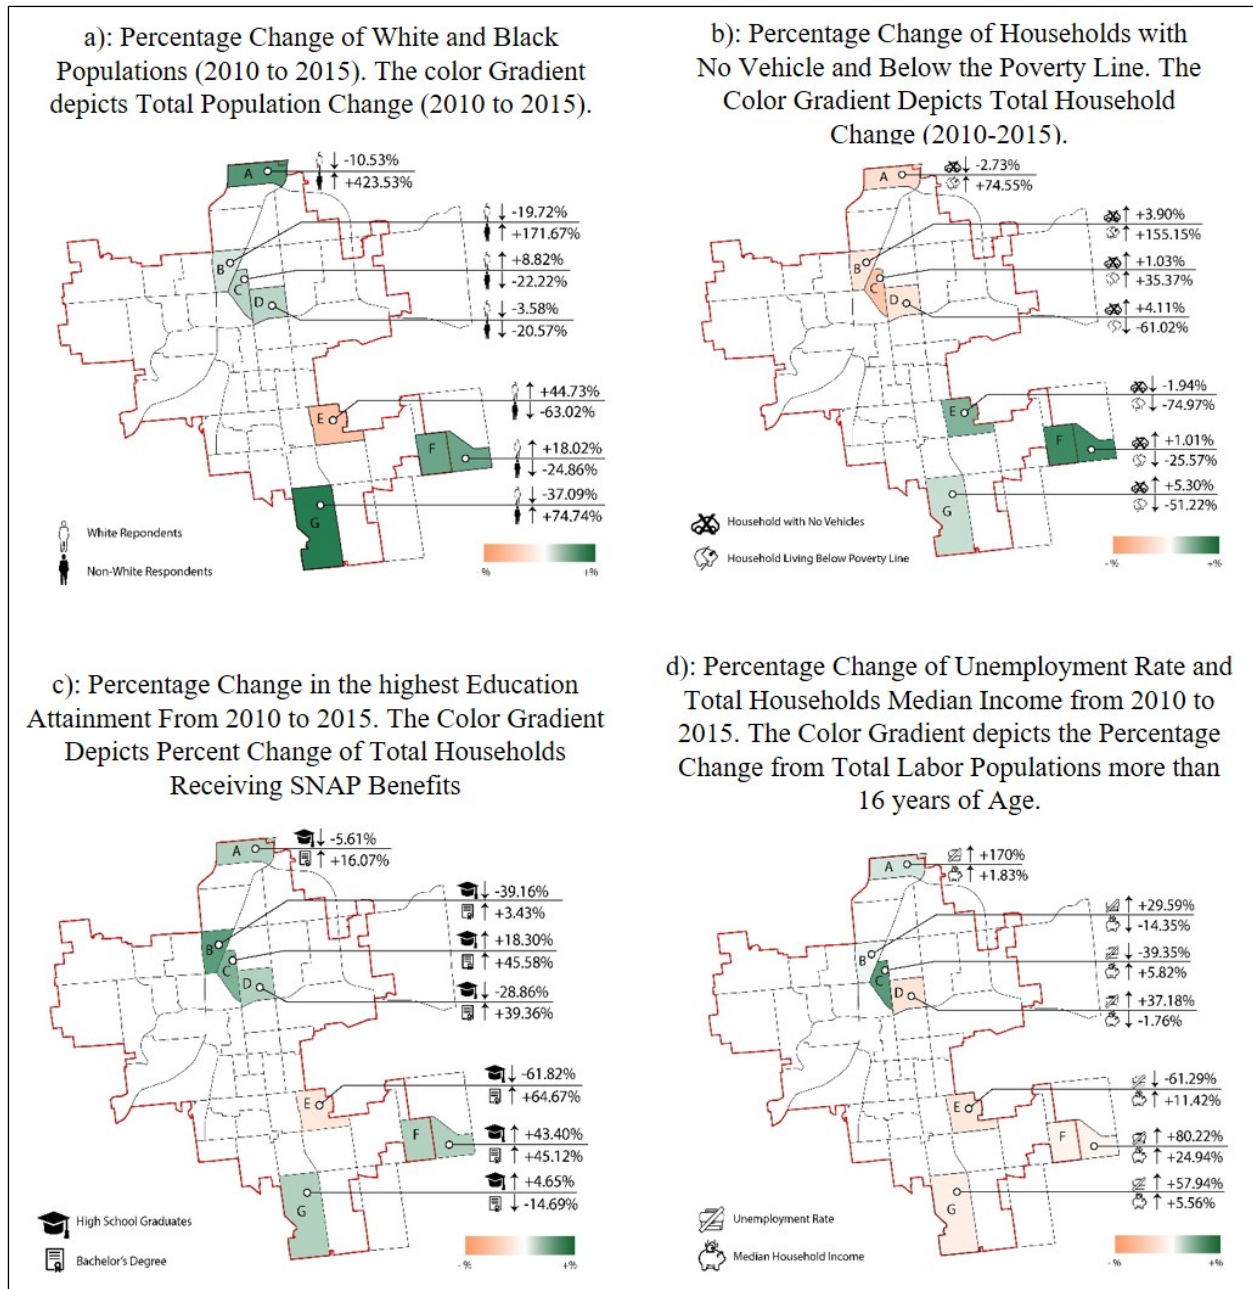 a): Percentage Change of White and Black
Populations (2010 to 2015). The color Gradient
depicts Total Population Change (2010 to 2015).
A
-10.53%
+423.53%
-19.72%
+171.67%
B
+8.82%
-22.22%
C
D
-3.58%
-20.57%
+44.73%
-63.02%
E
+18.02%
-24.86%
F
-37.09%
+74.74%
G
White Repondents
Non-White Respondents
- %
+%
b): Percentage Change of Households with
No Vehicle and Below the Poverty Line. The
Color Gradient Depicts Total Household
Change (2010-2015).
A
-2.73%
+74.55%
+3.90%
+155.15%
B
+1.03%
+35.37%
C
D
+4.11%
-61.02%
-1.94%
-74.97%
E
+1.01%
-25.57%
F
+5.30%
-51.22%
G
Household with No Vehicles
Household Living Below Poverty Line
- %
+%
c): Percentage Change in the highest Education
Attainment From 2010 to 2015. The Color Gradient
Depicts Percent Change of Total Households
Receiving SNAP Benefits
A
-5.61%
+16.07%
-39.16%
+3.43%
B
+18.30%
+45.58%
C
D
-28.86%
+39.36%
-61.82%
+64.67%
E
+43.40%
+45.12%
F
+4.65%
-14.69%
G
High School Graduates
Bachelor's Degree
- %
+%
d): Percentage Change of Unemployment Rate and
Total Households Median Income from 2010 to
2015. The Color Gradient depicts the Percentage
Change from Total Labor Populations more than
16 years of Age.
A
+170%
+1.83%
+29.59%
-14.35%
B
-39.35%
+5.82%
C
D
+37.18%
-1.76%
-61.29%
+11.42%
E
+80.22%
+24.94%
F
+57.94%
+5.56%
G
Unemployment Rate
Median Household Income
- %
+%